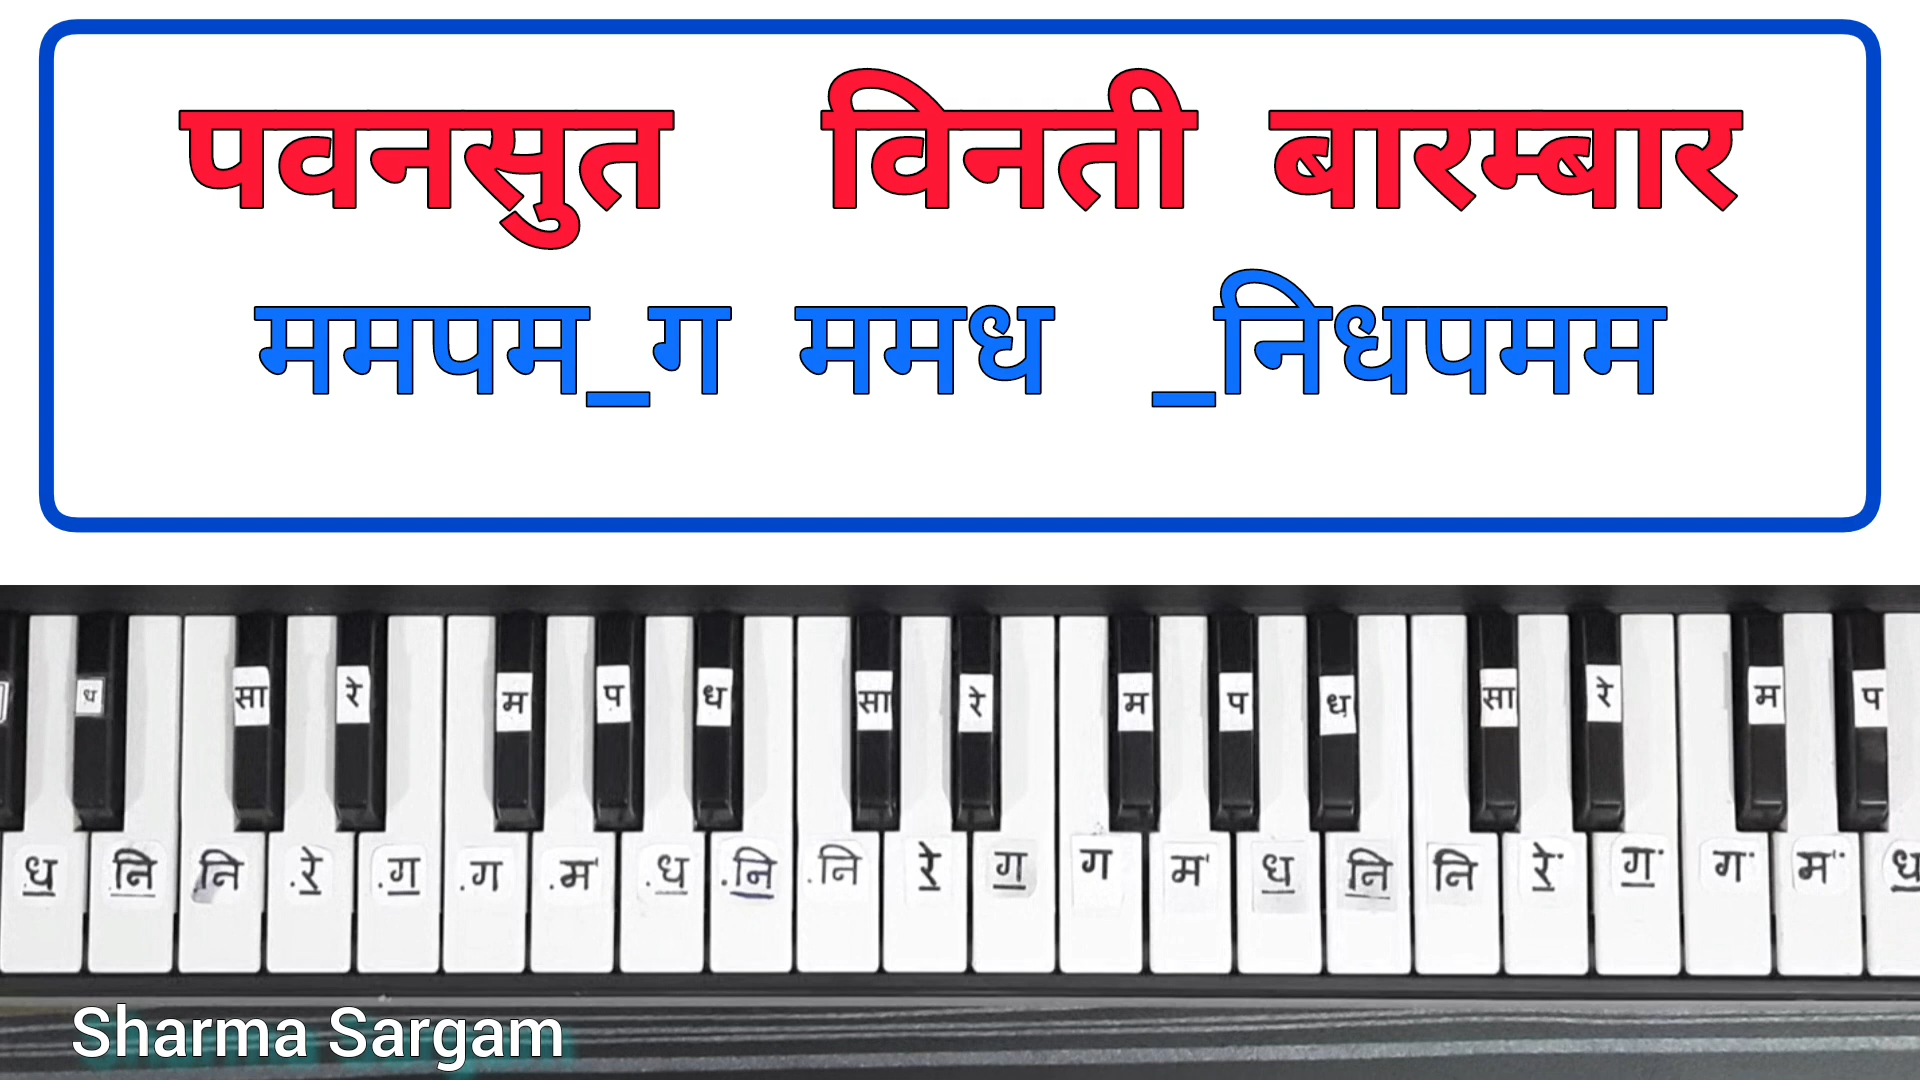 पवनसुत विनती बारम्बार
ममपम_ग ममध _निधपमम
ध सा रे म प ध सा रे म प ध सा रे म प
ध॒ नि॒ नि .रे॒ .ग॒ .ग .म' .ध॒ .नि॒ .नि रे॒ ग॒ ग म' ध॒ नि॒ नि रे॒˙ ग॒˙ ग˙ म'˙ ध॒
Sharma Sargam